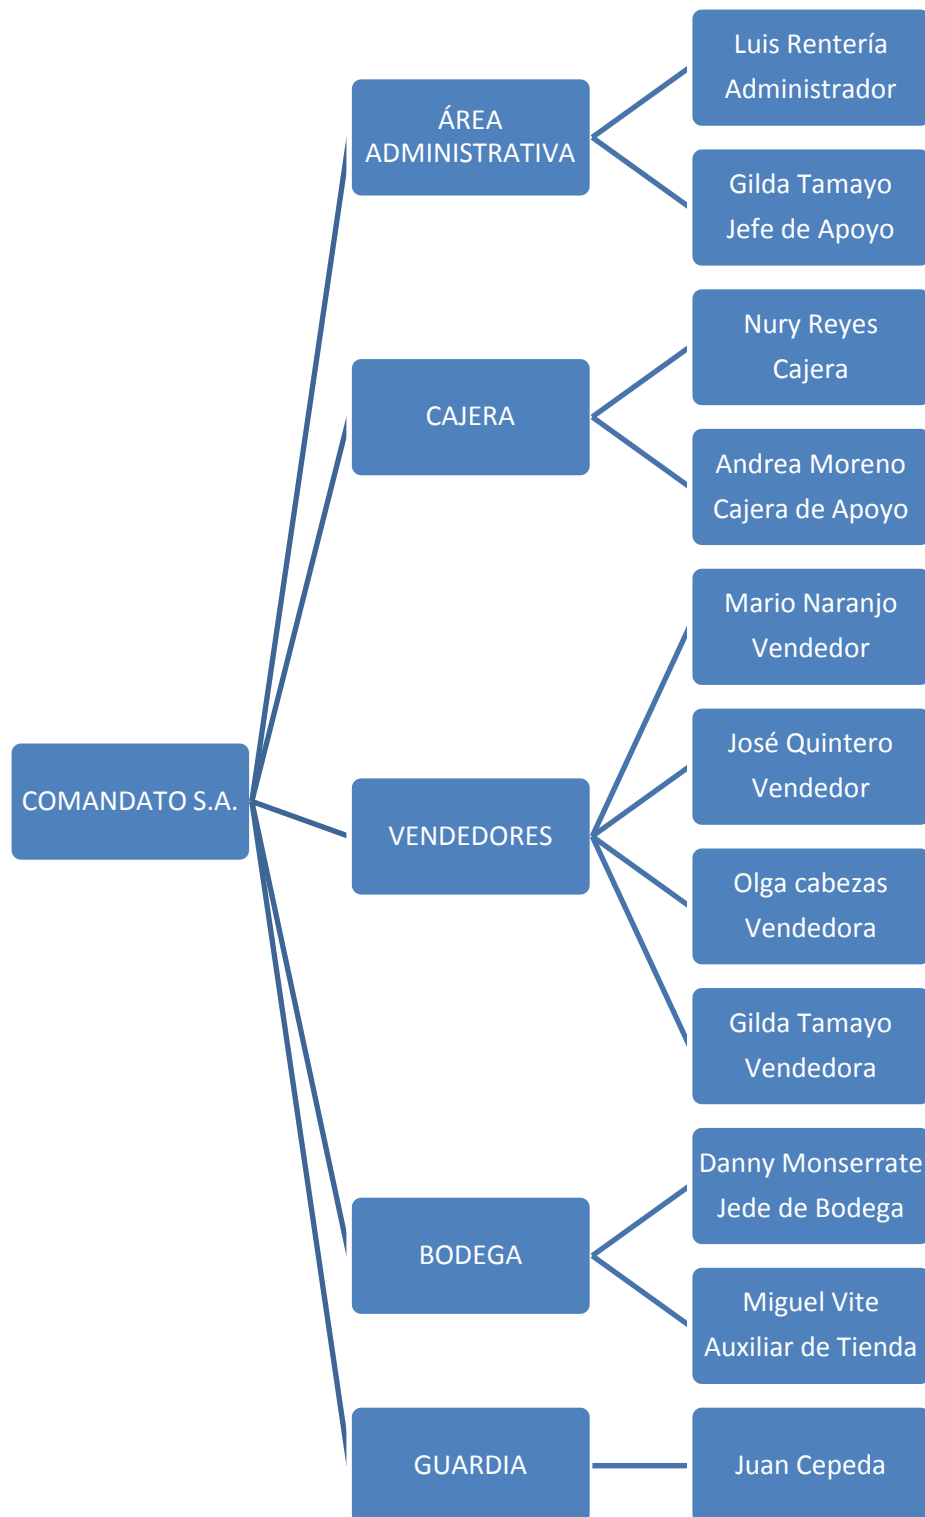 Luis Rentería
Administrador
ÁREA
ADMINISTRATIVA
Gilda Tamayo
Jefe de Apoyo
Nury Reyes
Cajera
CAJERA
Andrea Moreno
Cajera de Apoyo
Mario Naranjo
Vendedor
José Quintero
Vendedor
COMANDATO S.A.
VENDEDORES
Olga cabezas
Vendedora
Gilda Tamayo
Vendedora
Danny Monserrate
Jede de Bodega
BODEGA
Miguel Vite
Auxiliar de Tienda
GUARDIA
Juan Cepeda